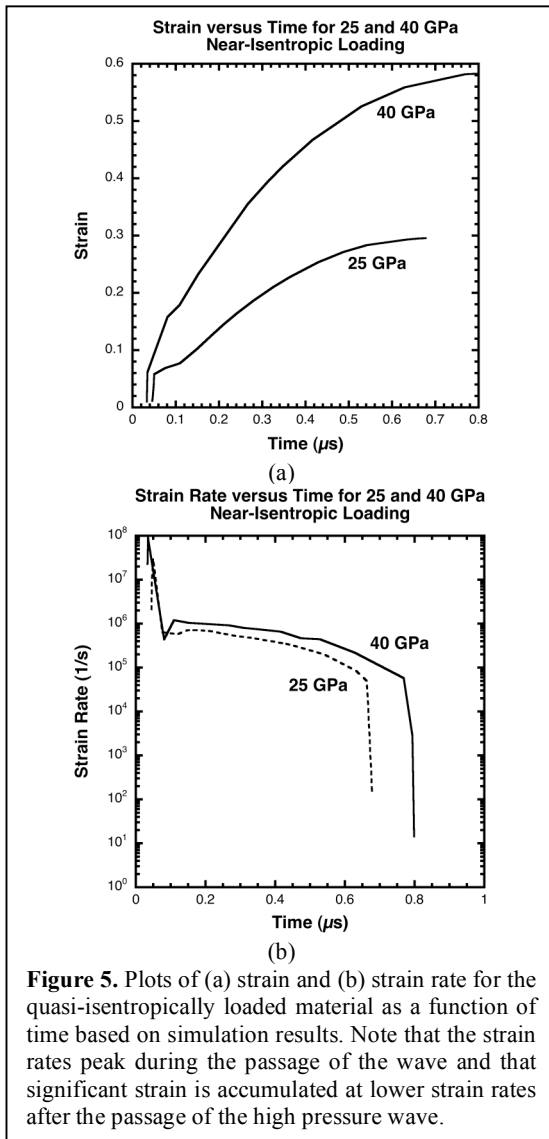 Strain versus Time for 25 and 40 GPa
Near-Isentropic Loading
0.6
0.5
0.4
0.3
0.2
0.1
0
Strain
40 GPa
25 GPa
0 0.1 0.2 0.3 0.4 0.5 0.6 0.7 0.8
Time (µs)
(a)
Strain Rate versus Time for 25 and 40 GPa
Near-Isentropic Loading
10⁸
10⁷
10⁶
10⁵
10⁴
10³
10²
10¹
10⁰
Strain Rate (1/s)
40 GPa
25 GPa
0 0.2 0.4 0.6 0.8 1
Time (µs)
(b)
Figure 5. Plots of (a) strain and (b) strain rate for the
quasi-isentropically loaded material as a function of
time based on simulation results. Note that the strain
rates peak during the passage of the wave and that
significant strain is accumulated at lower strain rates
after the passage of the high pressure wave.